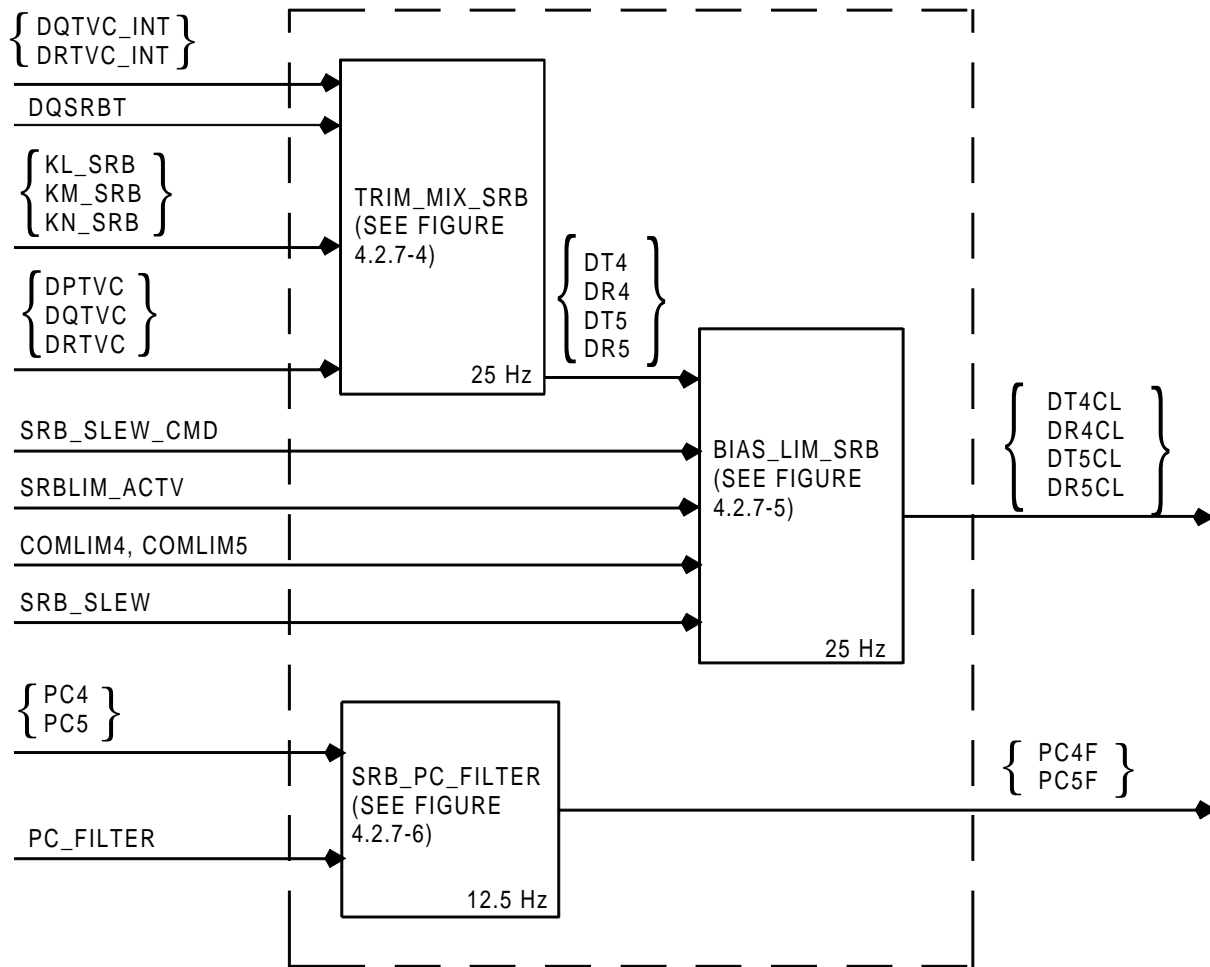 DQTVC_INT
DRTVC_INT
DQSRBT
KL_SRB
KM_SRB
KN_SRB
DPTVC
DQTVC
DRTVC
TRIM_MIX_SRB
(SEE FIGURE
4.2.7-4)
25 Hz
DT4
DR4
DT5
DR5
SRB_SLEW_CMD
SRBLIM_ACTV
COMLIM4, COMLIM5
SRB_SLEW
BIAS_LIM_SRB
(SEE FIGURE
4.2.7-5)
25 Hz
DT4CL
DR4CL
DT5CL
DR5CL
PC4
PC5
PC_FILTER
SRB_PC_FILTER
(SEE FIGURE
4.2.7-6)
12.5 Hz
PC4F
PC5F